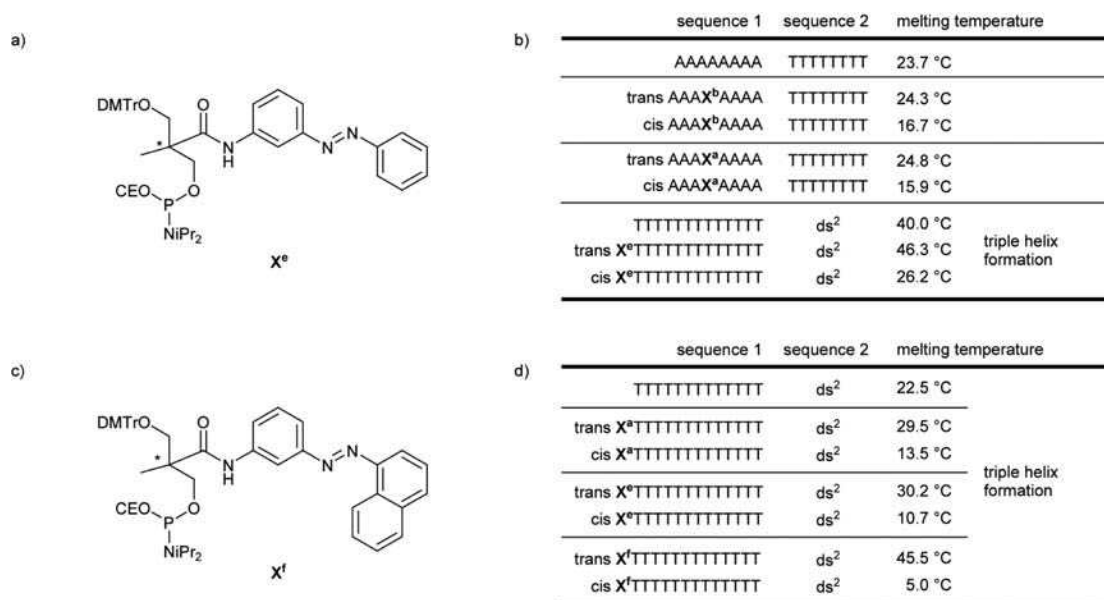 a)
DMTrO
O
N
H
N
N
*
CEO
O
P
NiPr2
Xᵉ
b)
sequence 1 sequence 2 melting temperature
AAAAAAAA TTTTTTTT 23.7 °C
trans AAAXᵇAAAA TTTTTTTT 24.3 °C
cis AAAXᵇAAAA TTTTTTTT 16.7 °C
trans AAAXᵃAAAA TTTTTTTT 24.8 °C
cis AAAXᵃAAAA TTTTTTTT 15.9 °C
TTTTTTTTTTTTT ds² 40.0 °C
trans XᵉTTTTTTTTTTTTT ds² 46.3 °C
cis XᵉTTTTTTTTTTTTT ds² 26.2 °C
triple helix
formation
c)
DMTrO
O
N
H
N
N
*
CEO
O
P
NiPr2
Xᶠ
d)
sequence 1 sequence 2 melting temperature
TTTTTTTTTTTTT ds² 22.5 °C
trans XᵃTTTTTTTTTTTTT ds² 29.5 °C
cis XᵃTTTTTTTTTTTTT ds² 13.5 °C
trans XᵉTTTTTTTTTTTTT ds² 30.2 °C
cis XᵉTTTTTTTTTTTTT ds² 10.7 °C
trans XᶠTTTTTTTTTTTTT ds² 45.5 °C
cis XᶠTTTTTTTTTTTTT ds² 5.0 °C
triple helix
formation